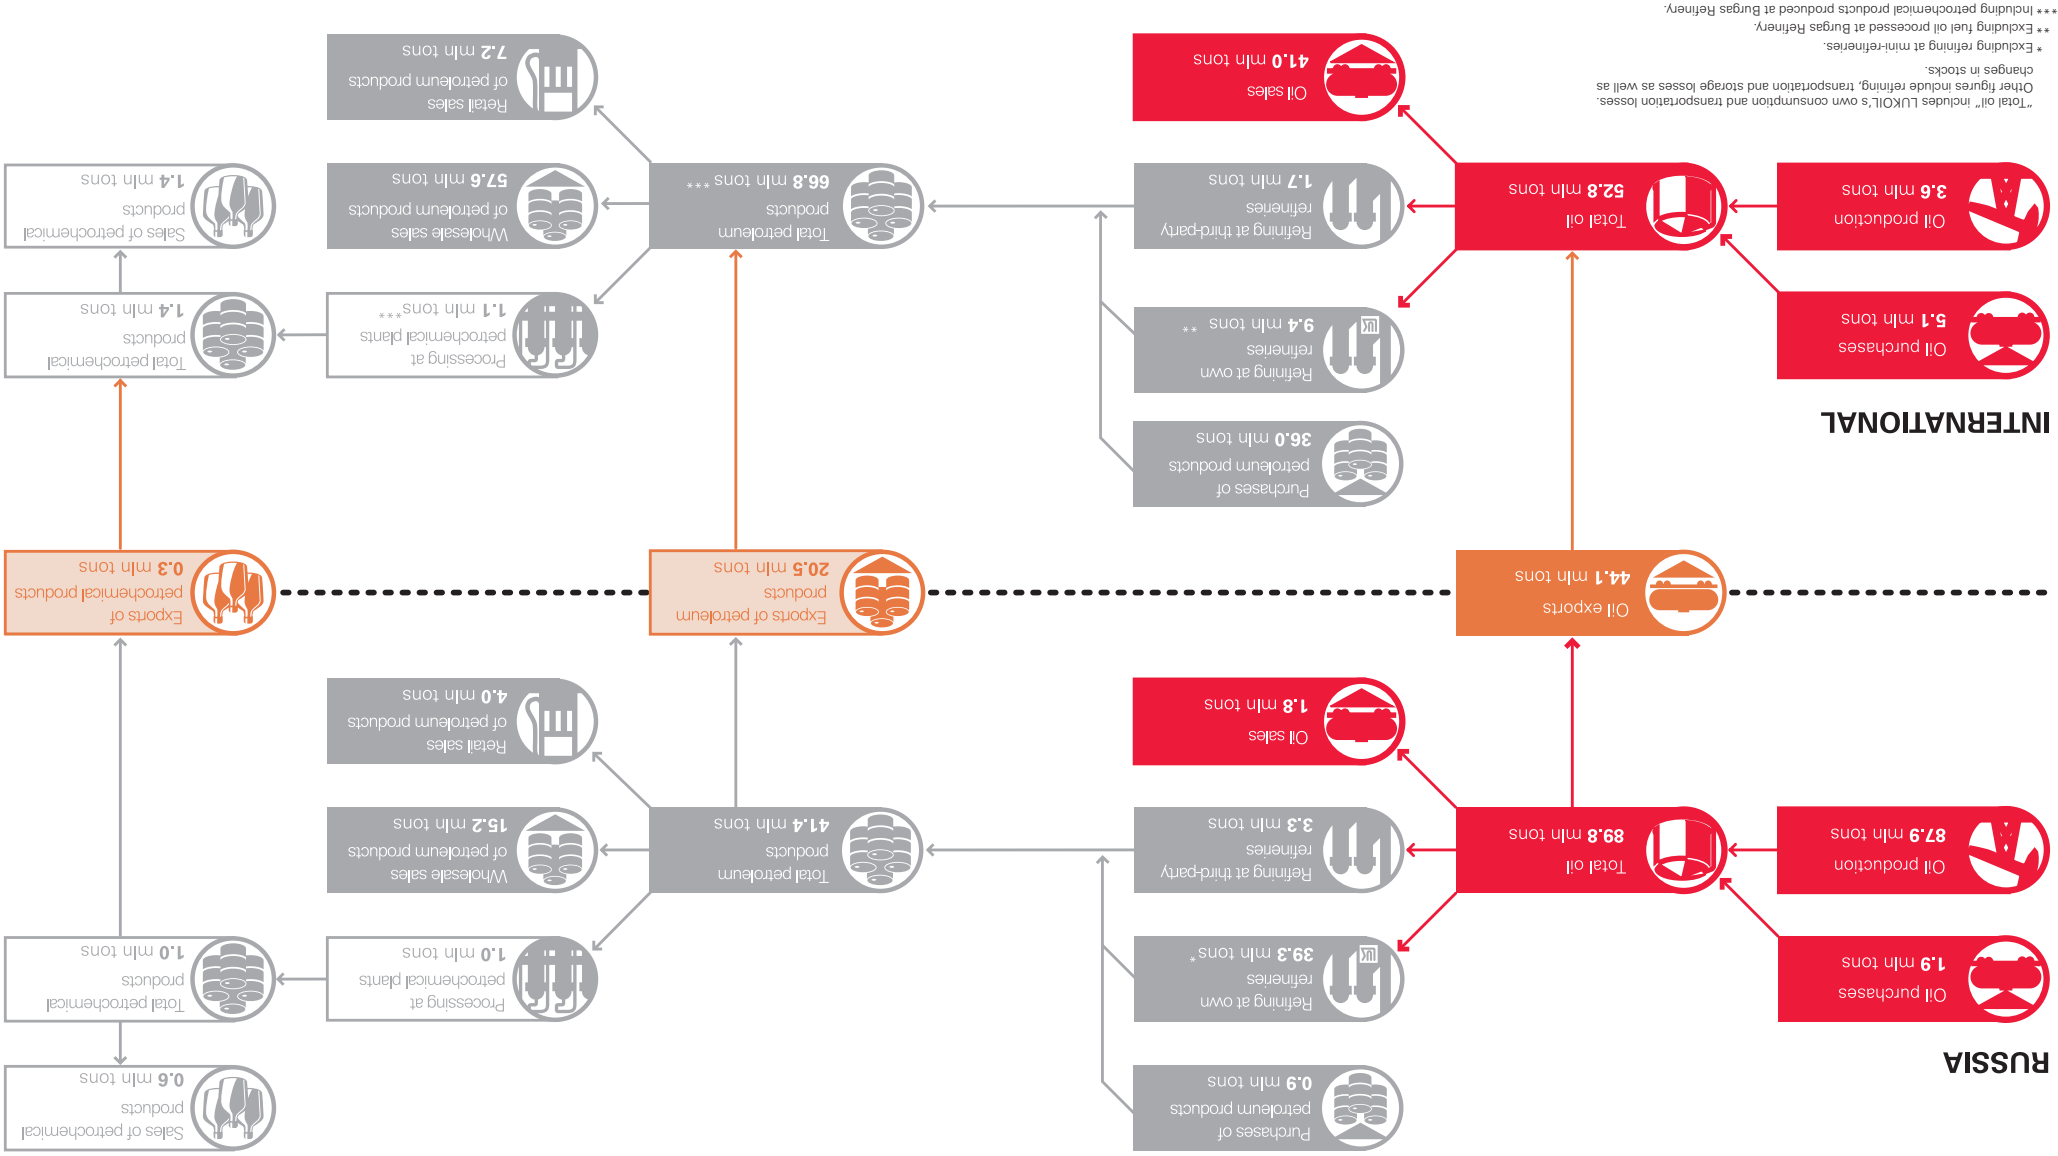 RUSSIA
Oil purchases
1.9 mln tons
Oil production
87.9 mln tons
Total oil
89.8 mln tons
Purchases of
petroleum products
0.9 mln tons
Refining at own
refineries
39.3 mln tons*
Refining at third-party
refineries
3.3 mln tons
Oil sales
1.8 mln tons
Total petroleum
products
41.4 mln tons
Processing at
petrochemical plants
1.0 mln tons
Wholesale sales
of petroleum products
15.2 mln tons
Retail sales
of petroleum products
4.0 mln tons
Sales of petrochemical
products
0.6 mln tons
Total petrochemical
products
1.0 mln tons
Oil exports
44.1 mln tons
Exports of petroleum
products
20.5 mln tons
Exports of
petrochemical products
0.3 mln tons
INTERNATIONAL
Oil purchases
5.1 mln tons
Oil production
3.6 mln tons
Total oil
52.8 mln tons
Purchases of
petroleum products
36.0 mln tons
Refining at own
refineries
9.4 mln tons **
Refining at third-party
refineries
1.7 mln tons
Oil sales
41.0 mln tons
Total petroleum
products
66.8 mln tons ***
Processing at
petrochemical plants
1.1 mln tons***
Wholesale sales
of petroleum products
57.6 mln tons
Retail sales
of petroleum products
7.2 mln tons
Total petrochemical
products
1.4 mln tons
Sales of petrochemical
products
1.4 mln tons
“Total oil” includes LUKOIL’s own consumption and transportation losses.
Other figures include refining, transportation and storage losses as well as
changes in stocks.
* Excluding refining at mini-refineries.
** Excluding fuel oil processed at Burgas Refinery.
*** Including petrochemical products produced at Burgas Refinery.